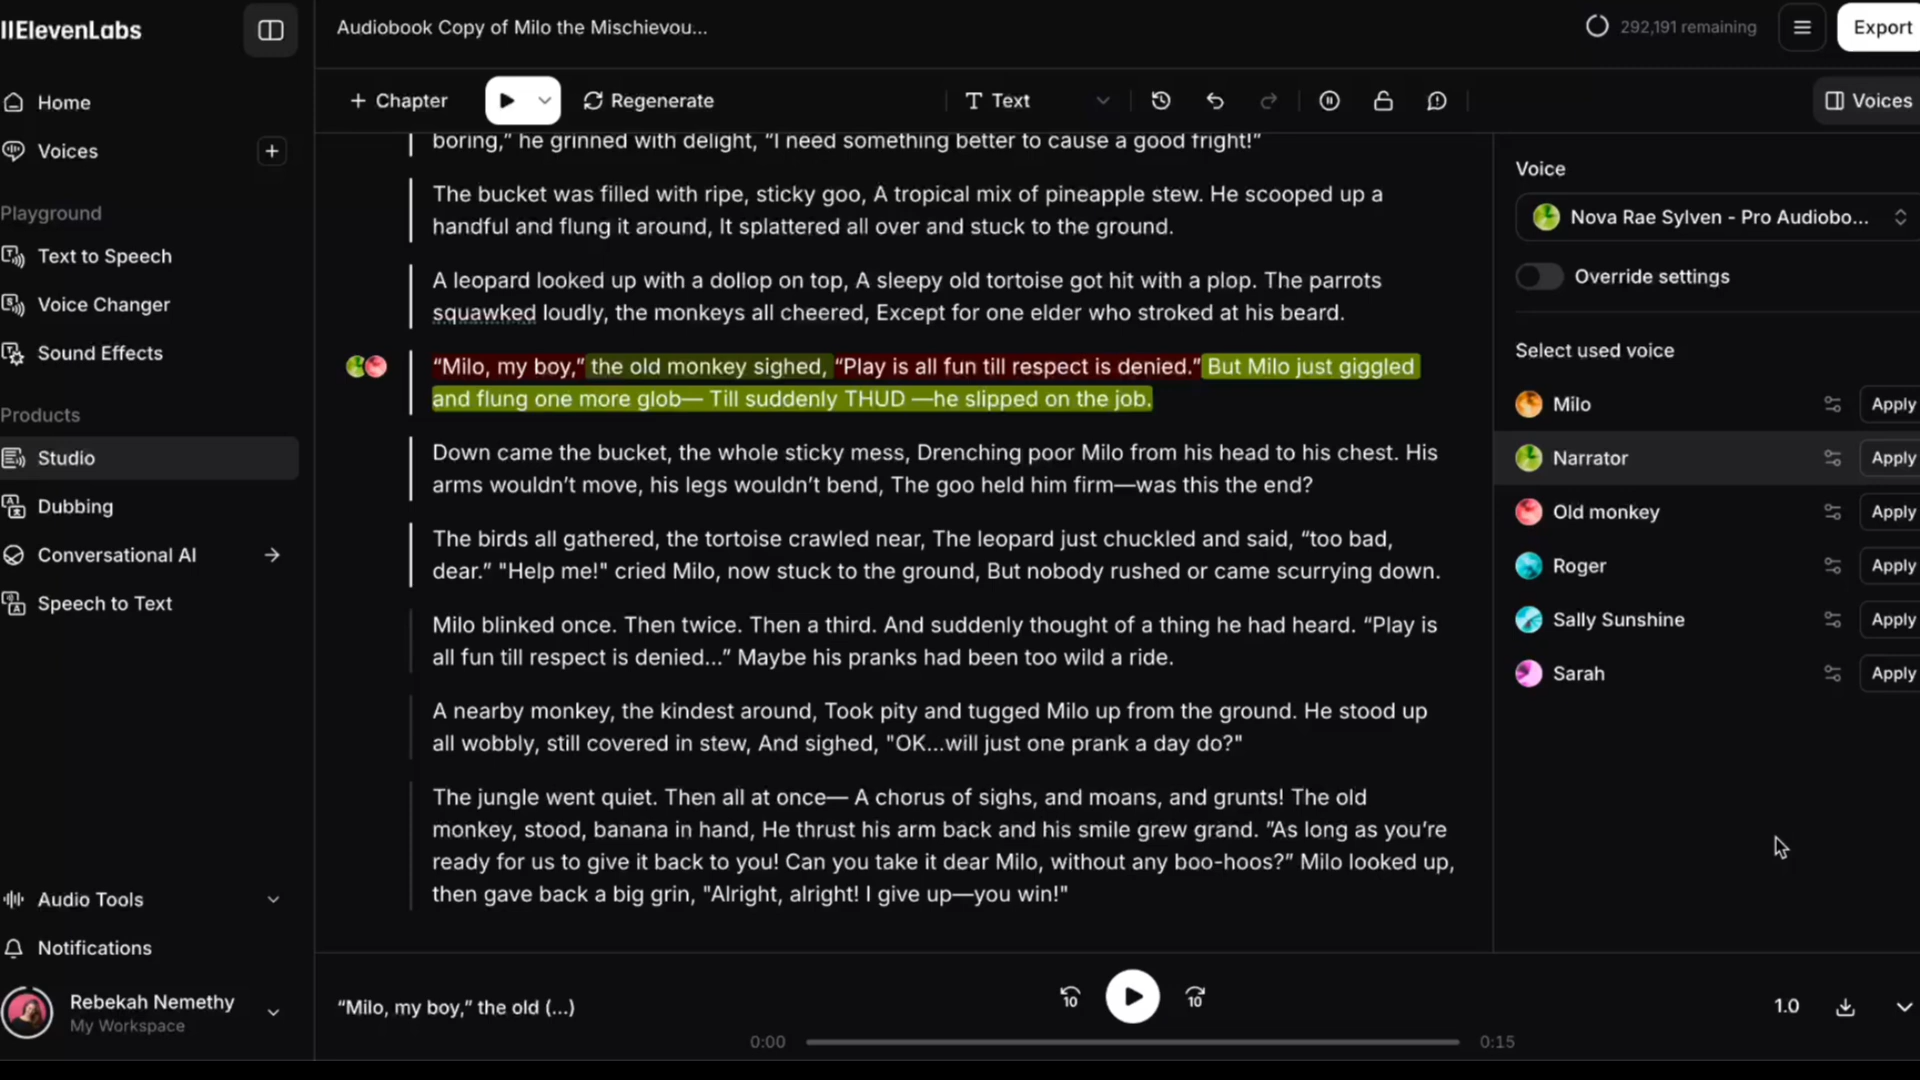 IIElevenLabs
Audiobook Copy of Milo the Mischievou...
292,191 remaining
Export
Home
Voices
Playground
Text to Speech
Voice Changer
Sound Effects
Products
Studio
Dubbing
Conversational AI
Speech to Text
Audio Tools
Notifications
Rebekah Nemethy
My Workspace
+ Chapter
Regenerate
Text
Voices
boring,” he grinned with delight, “I need something better to cause a good fright!”
The bucket was filled with ripe, sticky goo, A tropical mix of pineapple stew. He scooped up a
handful and flung it around, It splattered all over and stuck to the ground.
A leopard looked up with a dollop on top, A sleepy old tortoise got hit with a plop. The parrots
squawked loudly, the monkeys all cheered, Except for one elder who stroked at his beard.
“Milo, my boy,” the old monkey sighed, “Play is all fun till respect is denied.” But Milo just giggled
and flung one more glob— Till suddenly THUD —he slipped on the job.
Down came the bucket, the whole sticky mess, Drenching poor Milo from his head to his chest. His
arms wouldn’t move, his legs wouldn’t bend, The goo held him firm—was this the end?
The birds all gathered, the tortoise crawled near, The leopard just chuckled and said, “too bad,
dear.” "Help me!" cried Milo, now stuck to the ground, But nobody rushed or came scurrying down.
Milo blinked once. Then twice. Then a third. And suddenly thought of a thing he had heard. “Play is
all fun till respect is denied...” Maybe his pranks had been too wild a ride.
A nearby monkey, the kindest around, Took pity and tugged Milo up from the ground. He stood up
all wobbly, still covered in stew, And sighed, "OK...will just one prank a day do?"
The jungle went quiet. Then all at once— A chorus of sighs, and moans, and grunts! The old
monkey, stood, banana in hand, He thrust his arm back and his smile grew grand. ”As long as you’re
ready for us to give it back to you! Can you take it dear Milo, without any boo-hoos?” Milo looked up,
then gave back a big grin, "Alright, alright! I give up—you win!"
Voice
Nova Rae Sylven - Pro Audiobo...
Override settings
Select used voice
Milo Apply
Narrator Apply
Old monkey Apply
Roger Apply
Sally Sunshine Apply
Sarah Apply
“Milo, my boy,” the old (...)
10
10
1.0
0:00
0:15